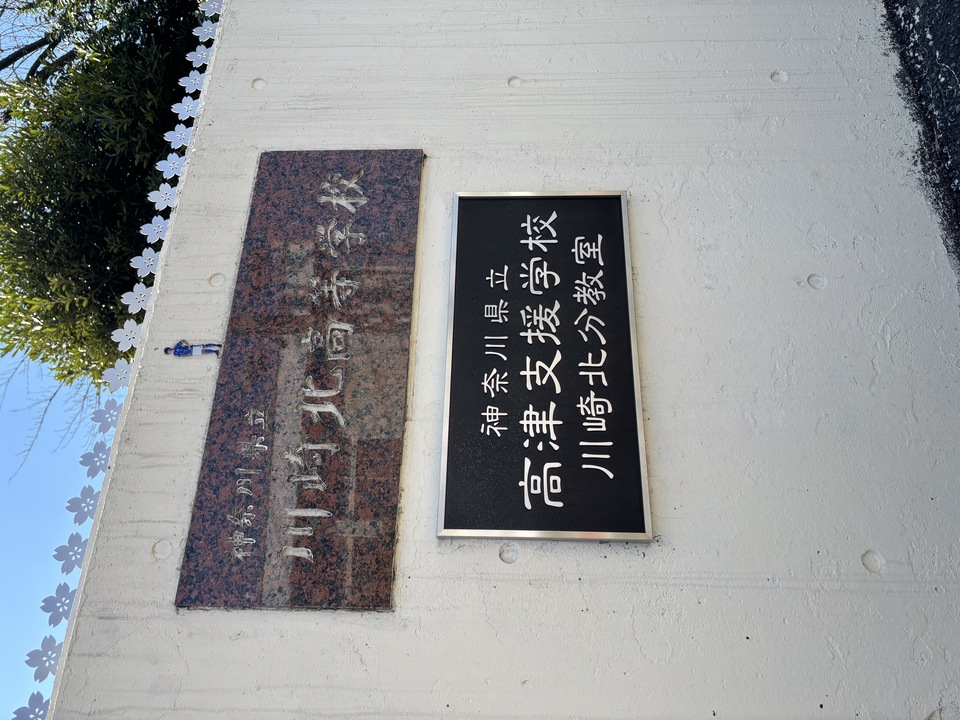 神奈川県立
川崎北高等学校
神奈川県立
高津支援学校
川崎北分教室